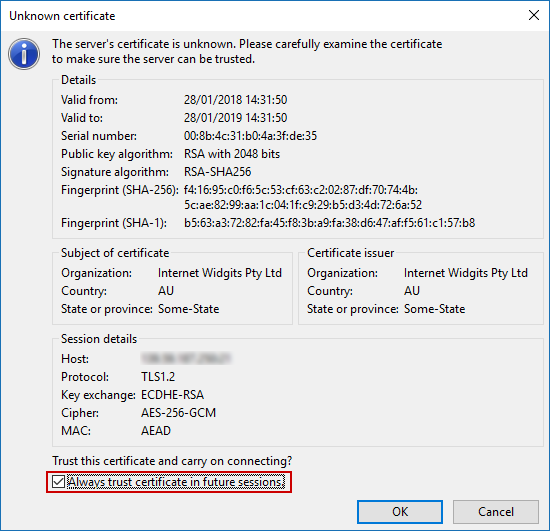 Unknown certificate
The server's certificate is unknown. Please carefully examine the certificate
to make sure the server can be trusted.
Details
Valid from: 28/01/2018 14:31:50
Valid to: 28/01/2019 14:31:50
Serial number: 00:8b:4c:31:b0:4a:3f:de:35
Public key algorithm: RSA with 2048 bits
Signature algorithm: RSA-SHA256
Fingerprint (SHA-256): f4:16:95:c0:f6:5c:53:cf:63:c2:02:87:df:70:74:4b:
5c:ae:82:99:aa:1c:04:1f:c9:29:b5:d3:4d:72:6a:52
Fingerprint (SHA-1): b5:63:a3:72:82:fa:45:f8:3b:a9:fa:38:d6:47:af:f5:61:c1:57:b8
Subject of certificate
Organization: Internet Widgits Pty Ltd
Country: AU
State or province: Some-State
Certificate issuer
Organization: Internet Widgits Pty Ltd
Country: AU
State or province: Some-State
Session details
Host:
Protocol: TLS1.2
Key exchange: ECDHE-RSA
Cipher: AES-256-GCM
MAC: AEAD
Trust this certificate and carry on connecting?
Always trust certificate in future sessions.
OK
Cancel